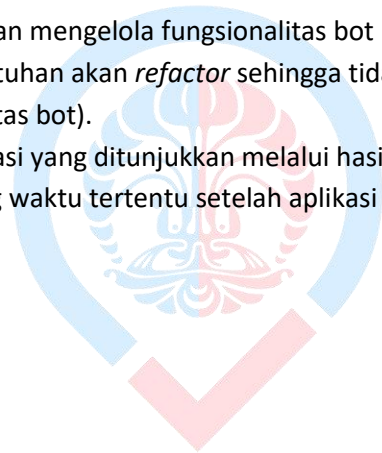 an mengelola fungsionalitas bot
tuhan akan refactor sehingga tida
tas bot).
asi yang ditunjukkan melalui hasi
g waktu tertentu setelah aplikasi